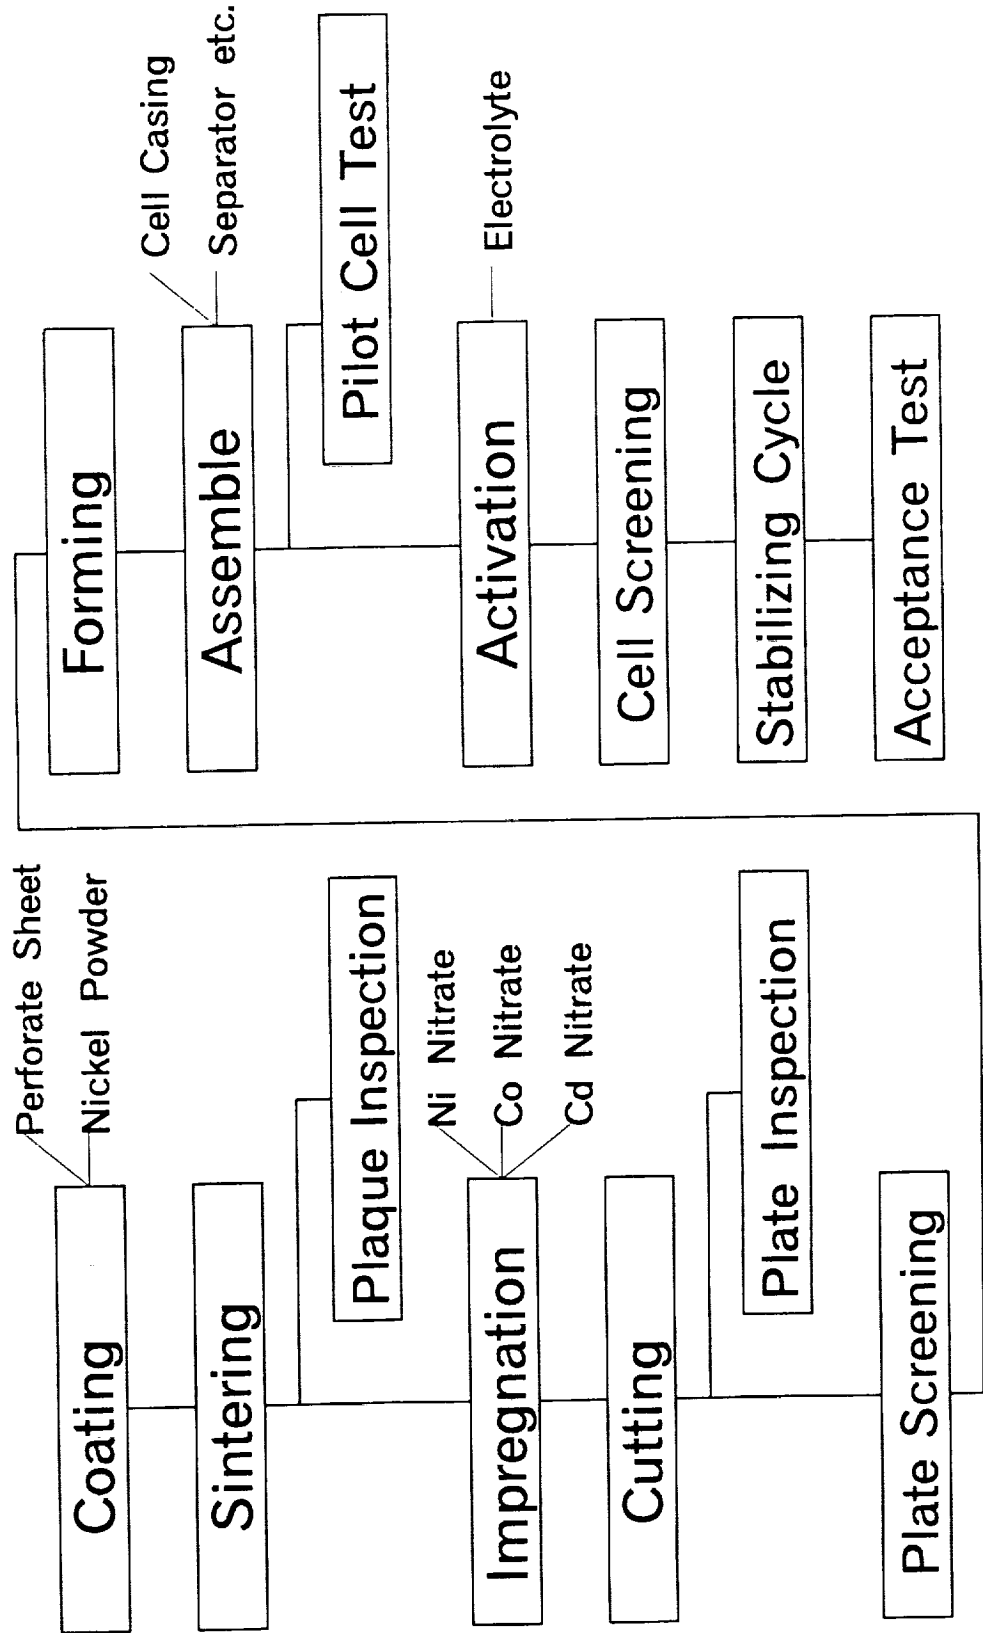 Coating
Perforate Sheet
Nickel Powder
Sintering
Plaque Inspection
Impregnation
Ni Nitrate
Co Nitrate
Cd Nitrate
Cutting
Plate Inspection
Plate Screening
Forming
Assemble
Cell Casing
Separator etc.
Pilot Cell Test
Activation
Electrolyte
Cell Screening
Stabilizing Cycle
Acceptance Test